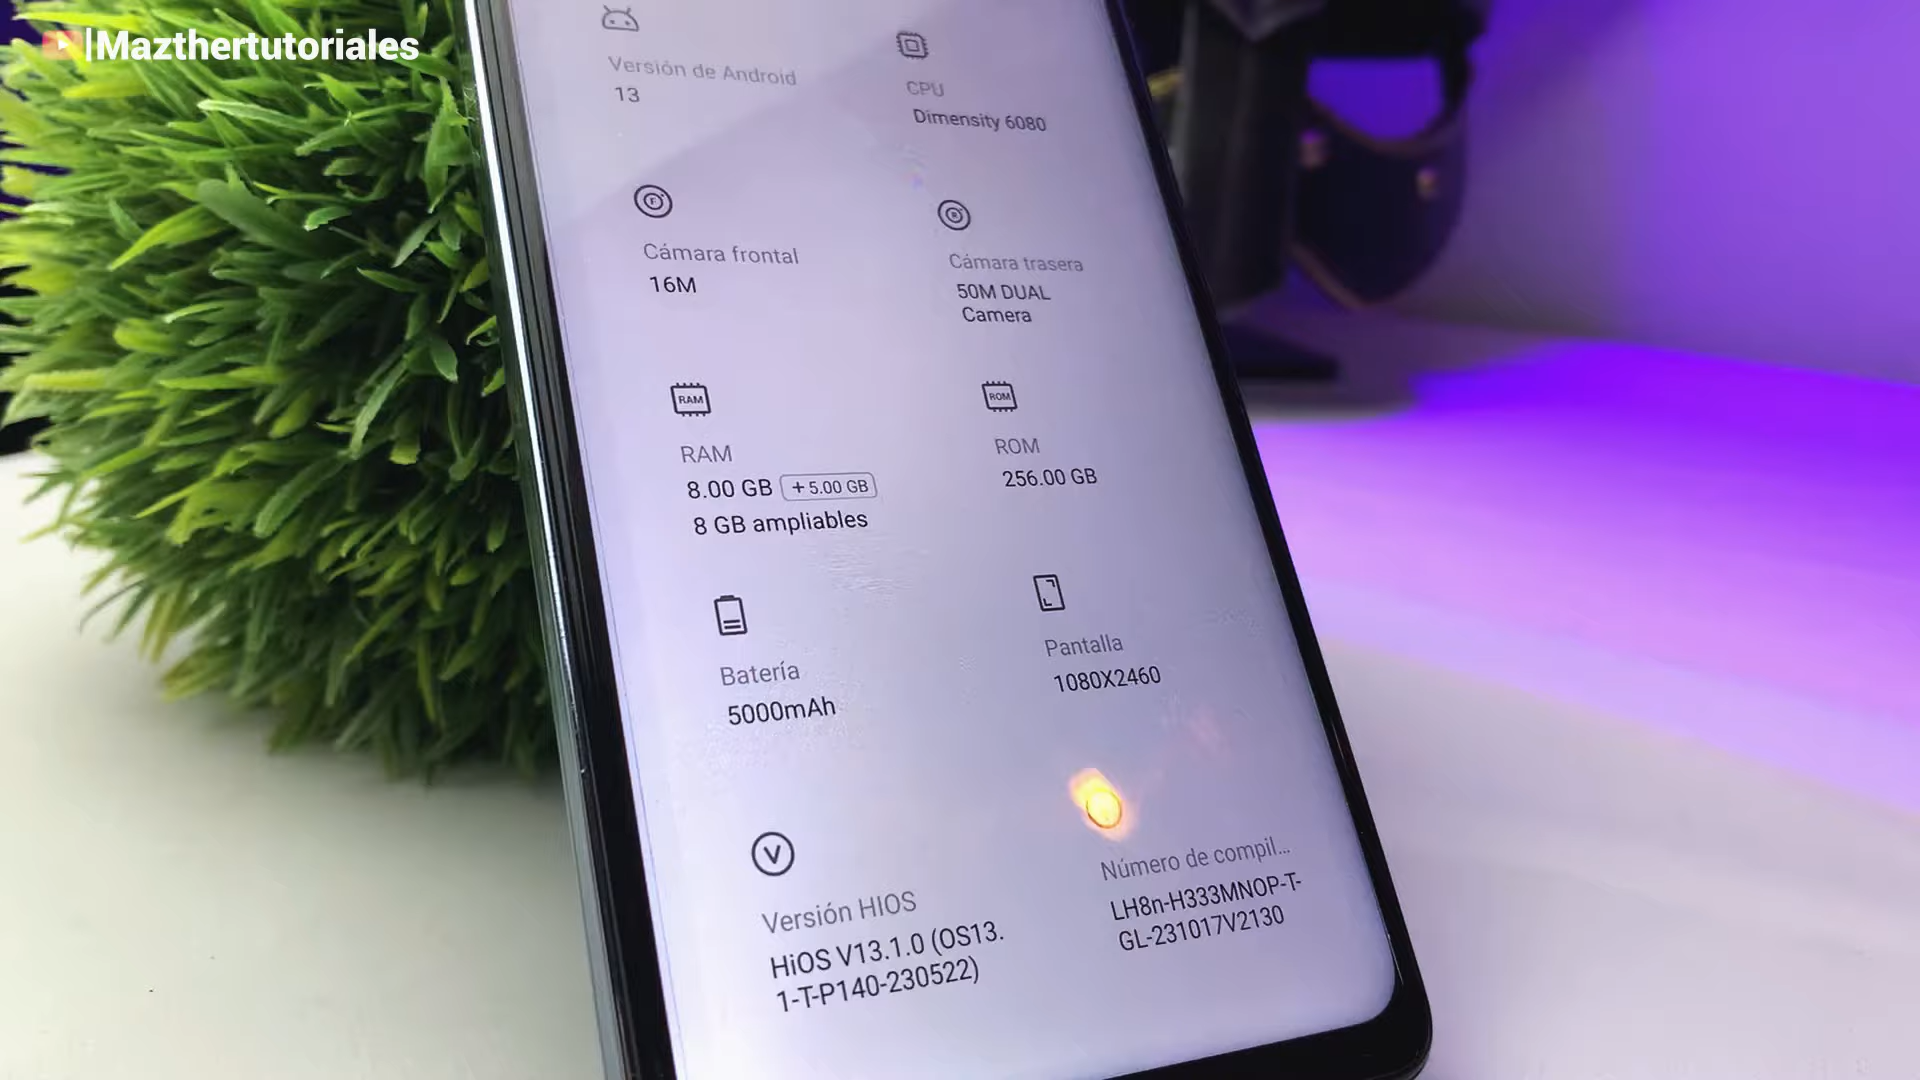 |Mazthertutoriales
Versión de Android
13
CPU
Dimensity 6080
Cámara frontal
16M
Cámara trasera
50M DUAL
Camera
RAM
RAM
8.00 GB +5.00 GB
8 GB ampliables
ROM
ROM
256.00 GB
Batería
5000mAh
Pantalla
1080X2460
Versión HIOS
HiOS V13.1.0 (OS13.
1-T-P140-230522)
Número de compil...
LH8n-H333MNOP-T-
GL-231017V2130